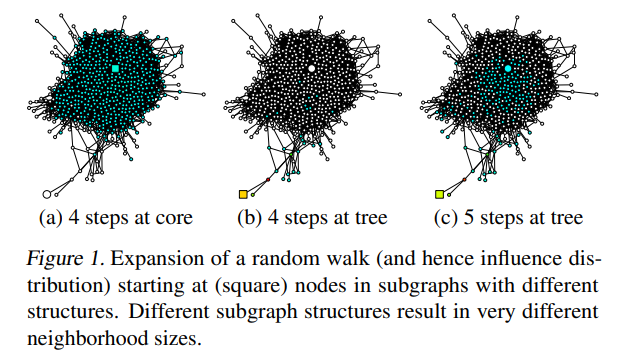 (a) 4 steps at core (b) 4 steps at tree (c) 5 steps at tree
Figure 1. Expansion of a random walk (and hence influence dis-
tribution) starting at (square) nodes in subgraphs with different
structures. Different subgraph structures result in very different
neighborhood sizes.